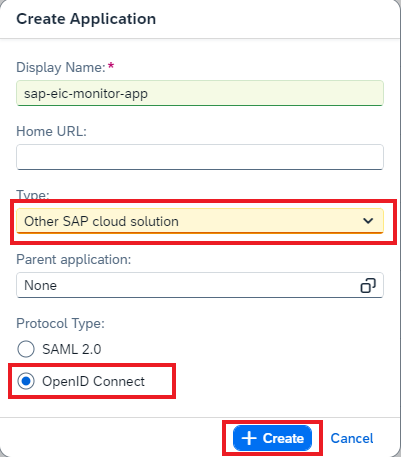 Create Application
Display Name:*
sap-eic-monitor-app
Home URL:
Type:
Other SAP cloud solution
Parent application:
None
Protocol Type:
SAML 2.0
OpenID Connect
+ Create Cancel